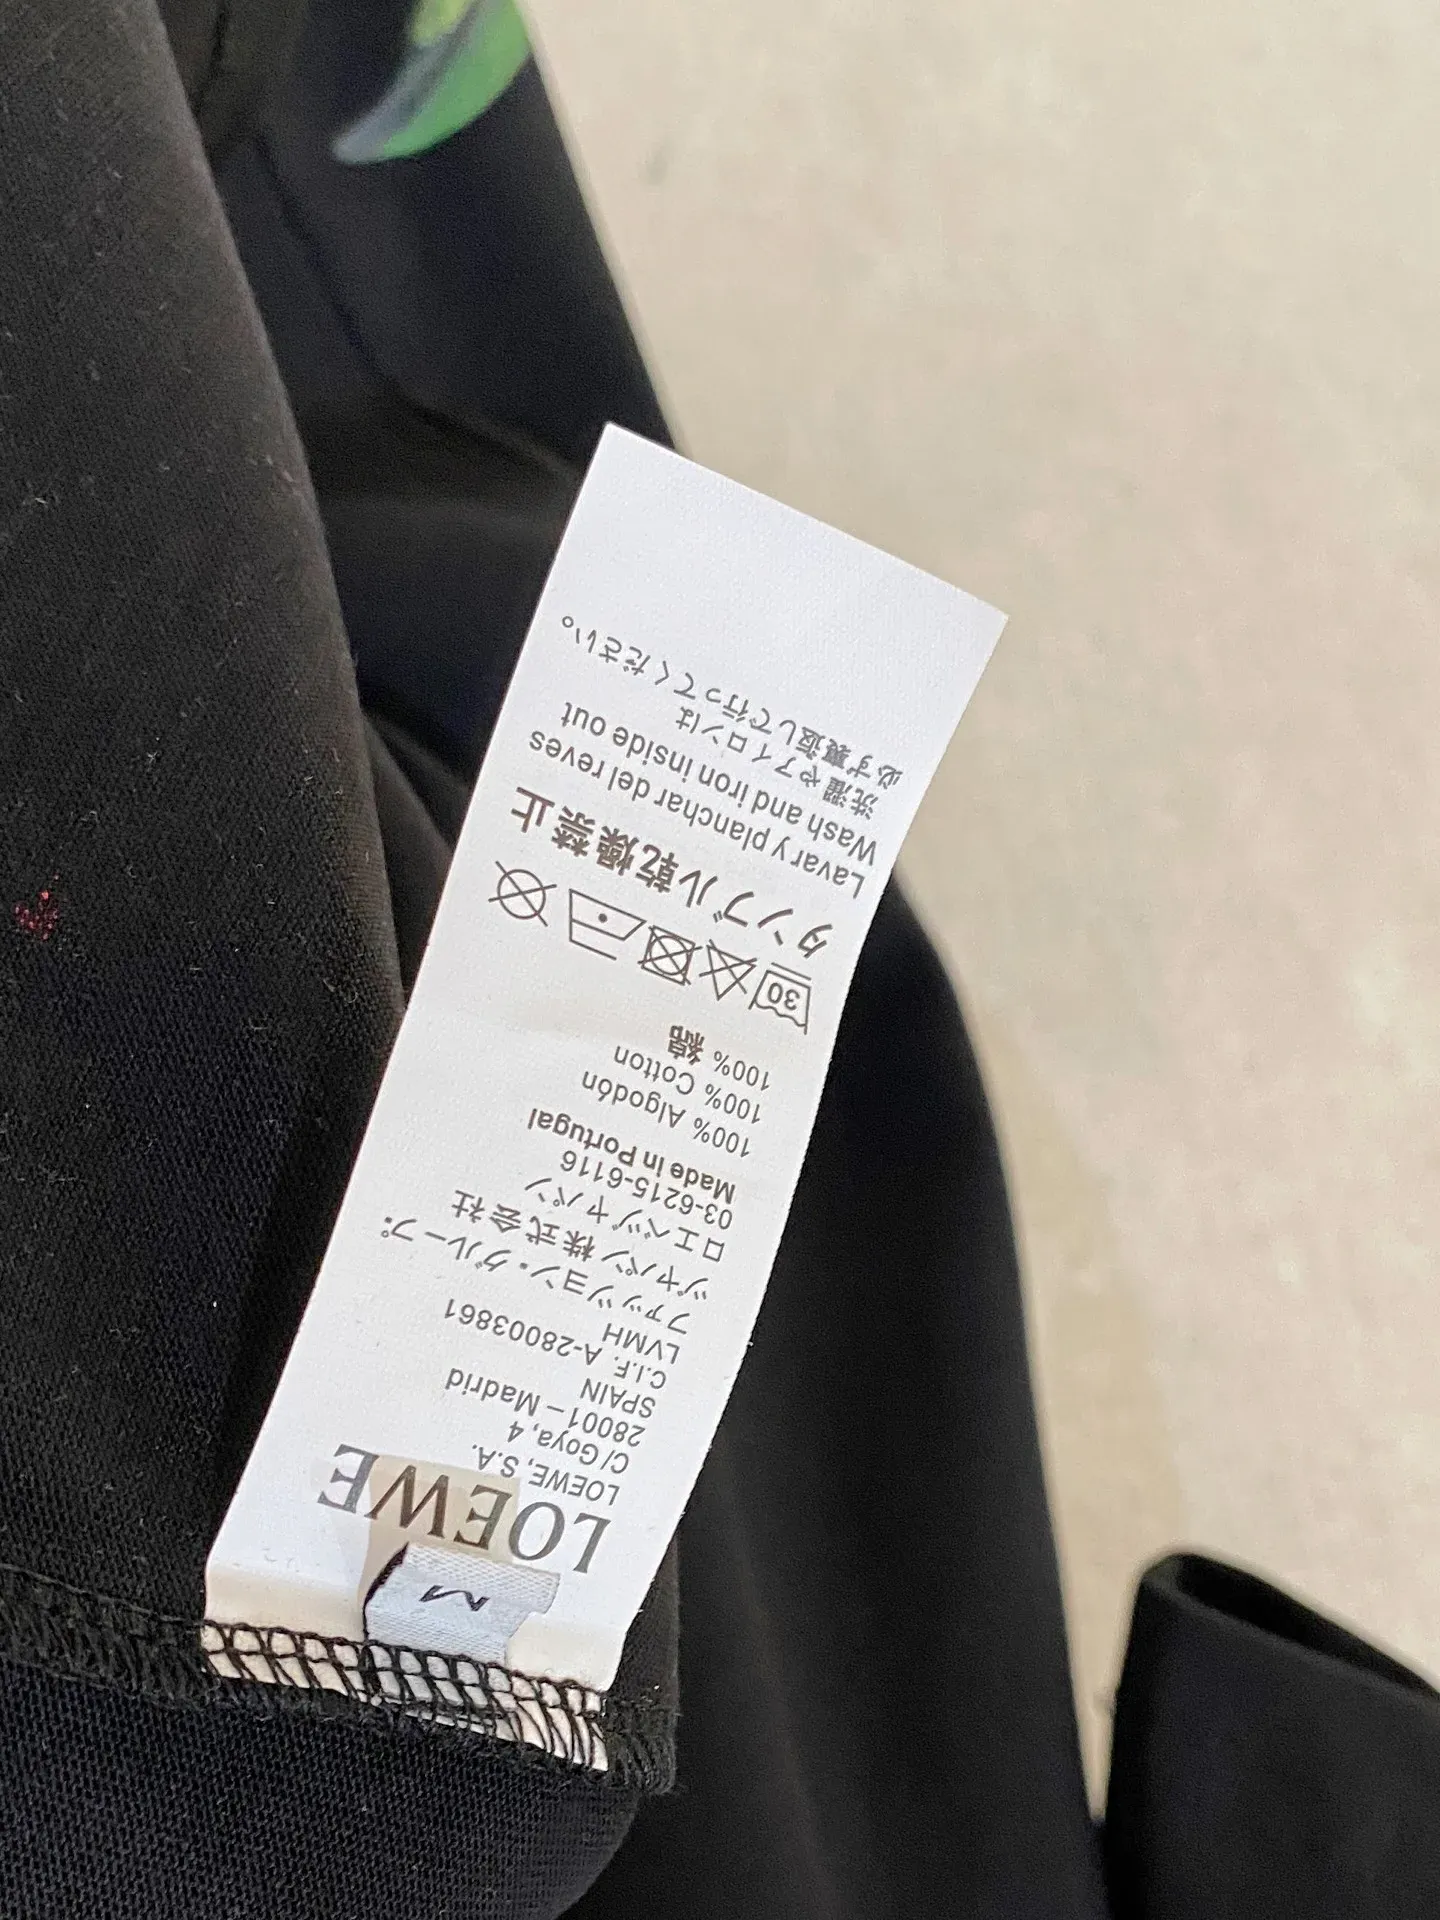 M
LOEWE
LOEWE, S.A.
C/ Goya, 4
28001 – Madrid
SPAIN
C.I.F. A-28003861
LVMH
ファッション・グループ・
ジャパン株式会社
ロエベジャパン
03-6215-6116
Made in Portugal
100% Algodón
100% Cotton
100% 綿
30
タンブル乾燥禁止
Lavar y planchar del reves
Wash and iron inside out
洗濯やアイロンは
必ず裏返して行ってください。